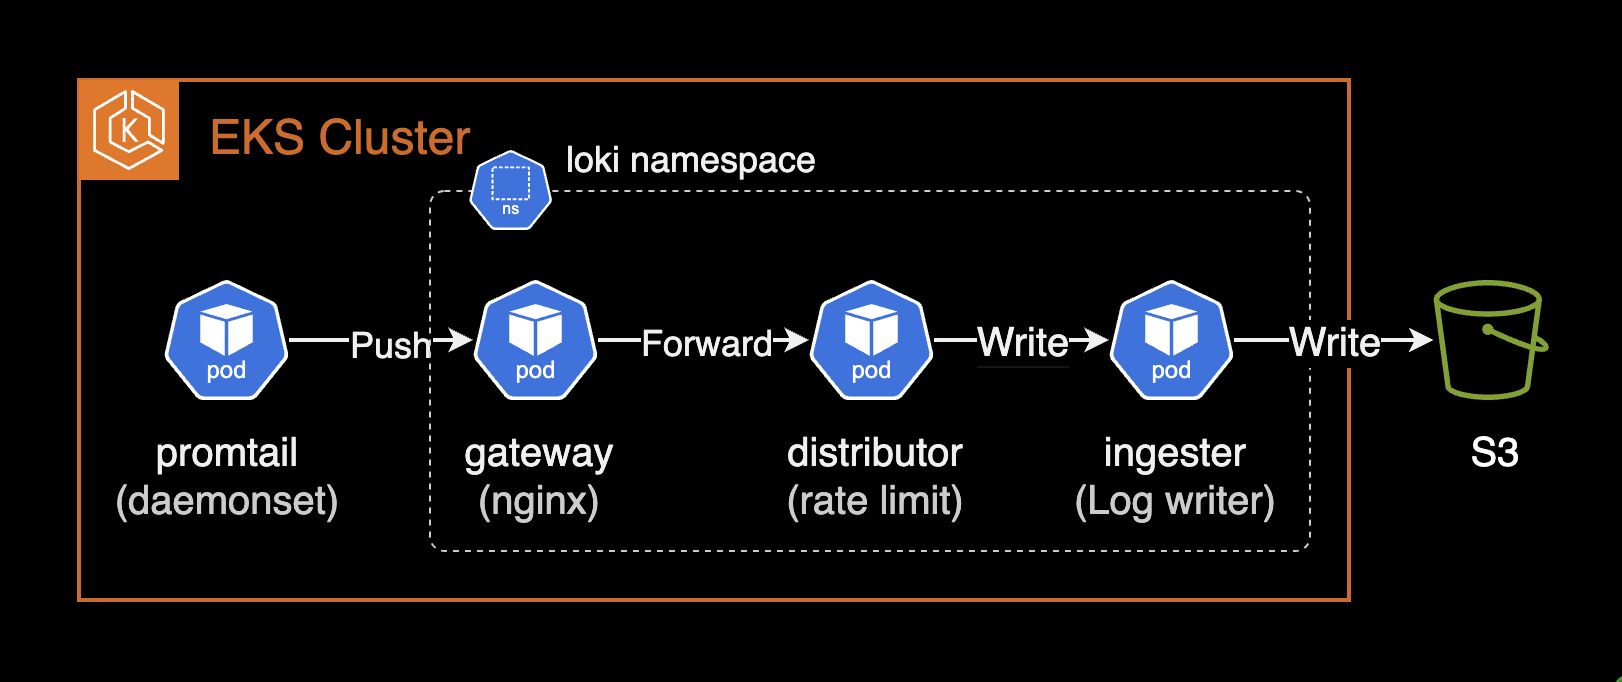 K
EKS Cluster
loki namespace
ns
pod
Push
pod
Forward
pod
Write
pod
Write
promtail
(daemonset)
gateway
(nginx)
distributor
(rate limit)
ingester
(Log writer)
S3